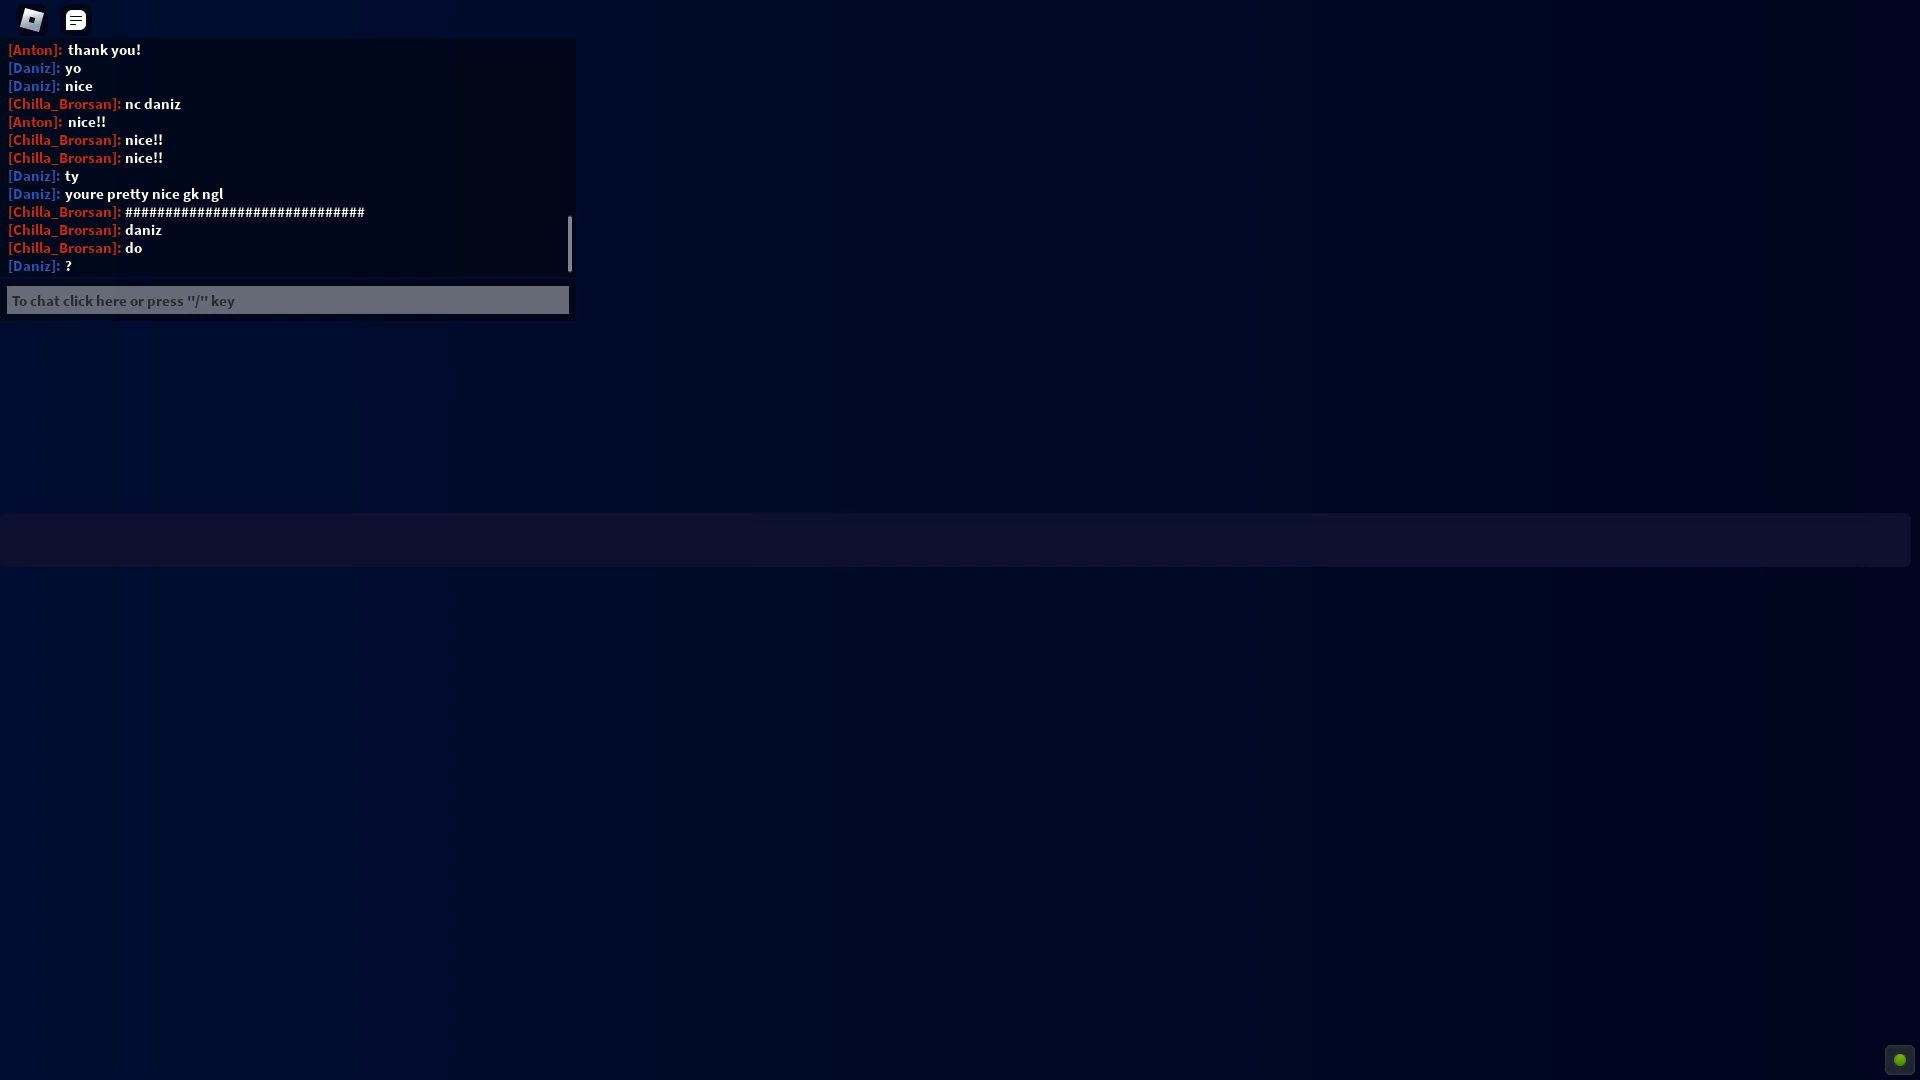 [Anton]: thank you!
[Daniz]: yo
[Daniz]: nice
[Chilla_Brorsan]: nc daniz
[Anton]: nice!!
[Chilla_Brorsan]: nice!!
[Chilla_Brorsan]: nice!!
[Daniz]: ty
[Daniz]: youre pretty nice gk ngl
[Chilla_Brorsan]: ##############################
[Chilla_Brorsan]: daniz
[Chilla_Brorsan]: do
[Daniz]: ?
To chat click here or press "/" key